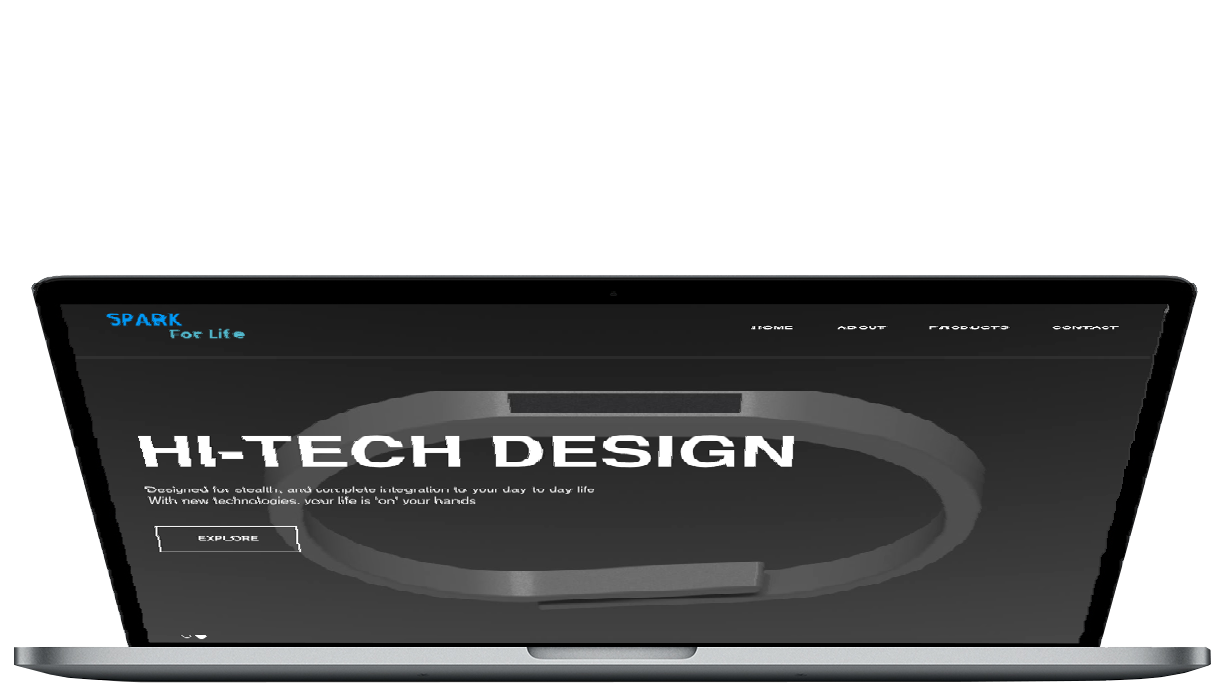 SPARK
For Life
HOME ABOUT PRODUCTS CONTACT
HI-TECH DESIGN
"Designed for stealth, and complete integration to your day to day life
With new technologies, your life is "on" your hands
EXPLORE